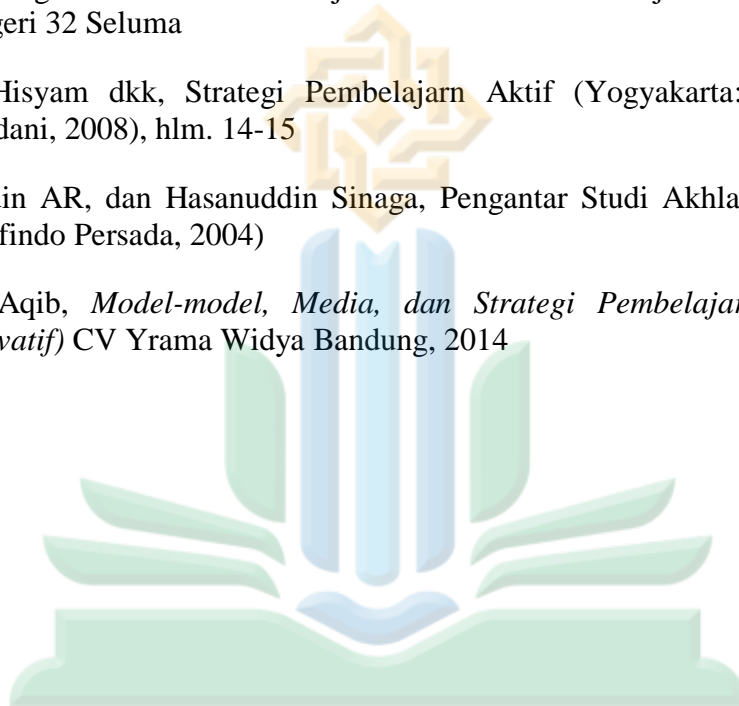 geri 32 Seluma
Hisyam dkk, Strategi Pembelajarn Aktif (Yogyakarta:
dani, 2008), hlm. 14-15
in AR, dan Hasanuddin Sinaga, Pengantar Studi Akhla
findo Persada, 2004)
Aqib, Model-model, Media, dan Strategi Pembelajar
vatif) CV Yrama Widya Bandung, 2014